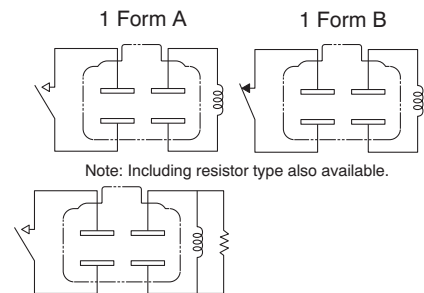 1 Form A
1 Form B
Note: Including resistor type also available.